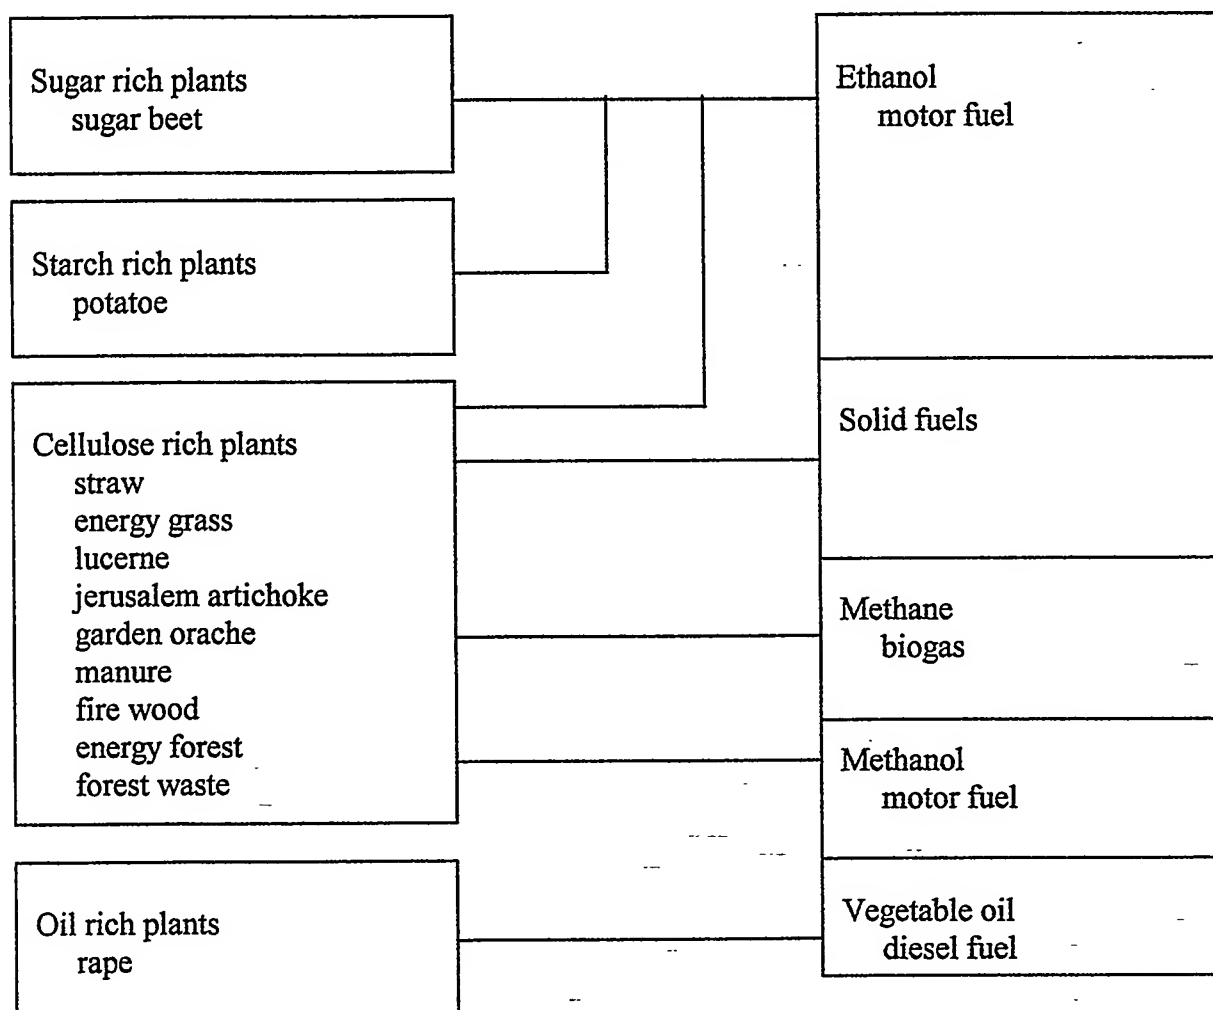 Sugar rich plants
sugar beet
Starch rich plants
potatoe
Cellulose rich plants
straw
energy grass
lucerne
jerusalem artichoke
garden orache
manure
fire wood
energy forest
forest waste
Oil rich plants
rape
Ethanol
motor fuel
Solid fuels
Methane
biogas
Methanol
motor fuel
Vegetable oil
diesel fuel